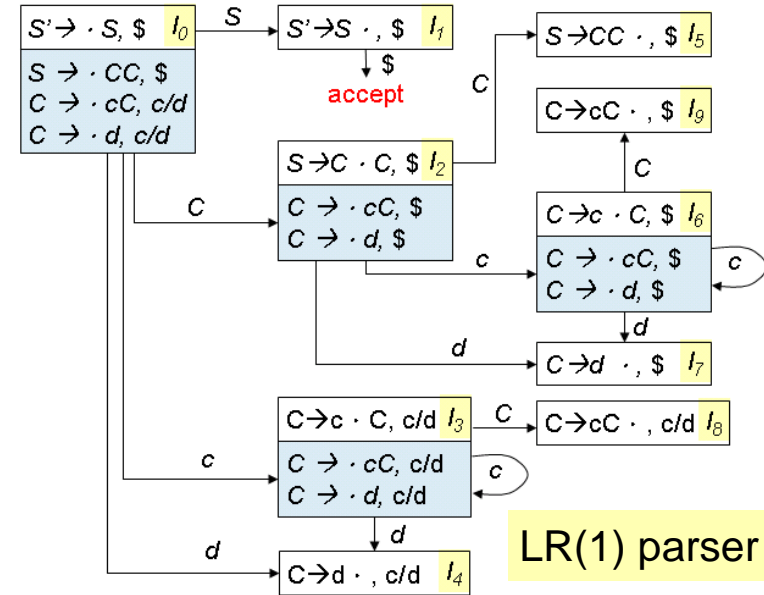 S'→ · S, $ I0
S → · CC, $
C → · cC, c/d
C → · d, c/d
S
S'→S · , $ I1
$
accept
C
S→CC · , $ I5
C→cC · , $ I9
C
C
S→C · C, $ I2
C → · cC, $
C → · d, $
c
C→c · C, $ I6
C → · cC, $
C → · d, $
c
d
d
C→d · , $ I7
c
C→c · C, c/d I3
C → · cC, c/d
C → · d, c/d
c
C
C→cC · , c/d I8
d
d
C→d · , c/d I4
LR(1) parser